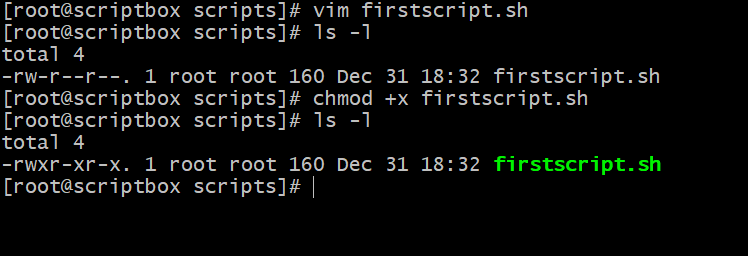 [root@scriptbox scripts]# vim firstscript.sh
[root@scriptbox scripts]# ls -l
total 4
-rw-r--r--. 1 root root 160 Dec 31 18:32 firstscript.sh
[root@scriptbox scripts]# chmod +x firstscript.sh
[root@scriptbox scripts]# ls -l
total 4
-rwxr-xr-x. 1 root root 160 Dec 31 18:32 firstscript.sh
[root@scriptbox scripts]#